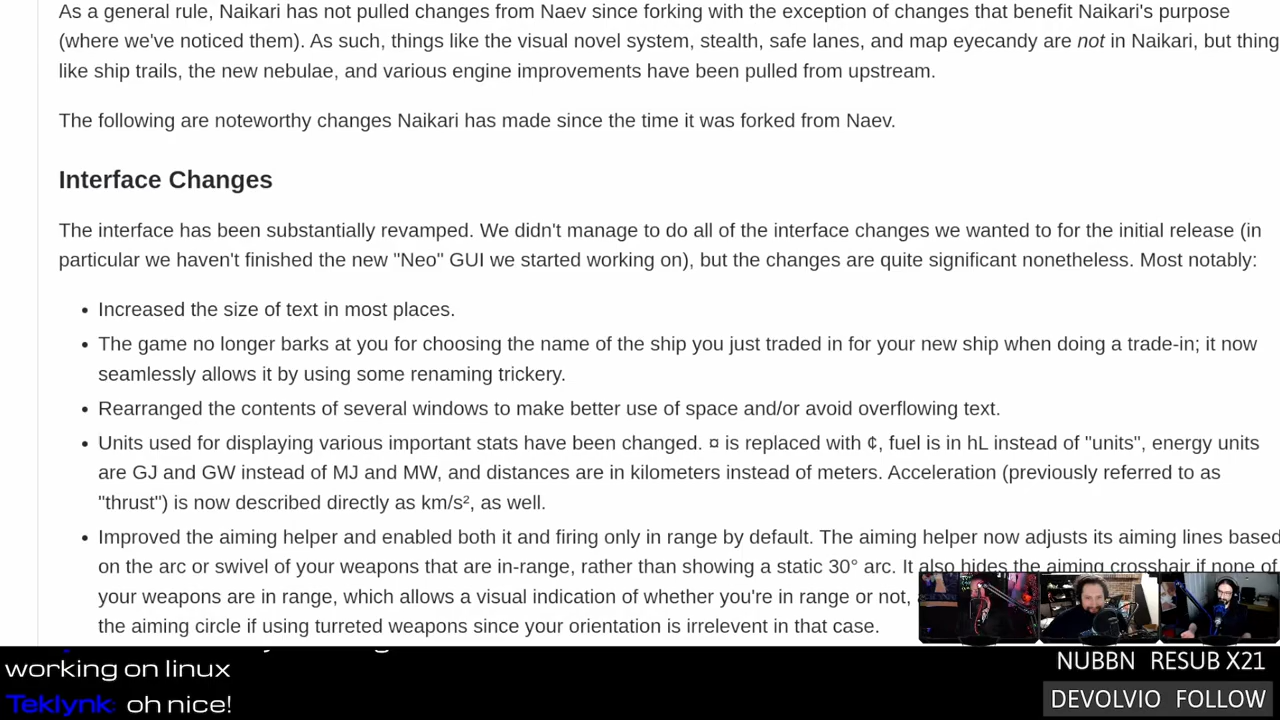 As a general rule, Naikari has not pulled changes from Naev since forking with the exception of changes that benefit Naikari's purpose
(where we've noticed them). As such, things like the visual novel system, stealth, safe lanes, and map eyecandy are not in Naikari, but thing
like ship trails, the new nebulae, and various engine improvements have been pulled from upstream.
The following are noteworthy changes Naikari has made since the time it was forked from Naev.
Interface Changes
The interface has been substantially revamped. We didn't manage to do all of the interface changes we wanted to for the initial release (in
particular we haven't finished the new "Neo" GUI we started working on), but the changes are quite significant nonetheless. Most notably:
• Increased the size of text in most places.
• The game no longer barks at you for choosing the name of the ship you just traded in for your new ship when doing a trade-in; it now
seamlessly allows it by using some renaming trickery.
• Rearranged the contents of several windows to make better use of space and/or avoid overflowing text.
• Units used for displaying various important stats have been changed. ¤ is replaced with ¢, fuel is in hL instead of "units", energy units
are GJ and GW instead of MJ and MW, and distances are in kilometers instead of meters. Acceleration (previously referred to as
"thrust") is now described directly as km/s², as well.
• Improved the aiming helper and enabled both it and firing only in range by default. The aiming helper now adjusts its aiming lines based
on the arc or swivel of your weapons that are in-range, rather than showing a static 30° arc. It also hides the aiming crosshair if none of
your weapons are in range, which allows a visual indication of whether you're in range or not,
the aiming circle if using turreted weapons since your orientation is irrelevent in that case.
working on linux
Teklynk: oh nice!
NUBBN RESUB X21
DEVOLVIO FOLLOW